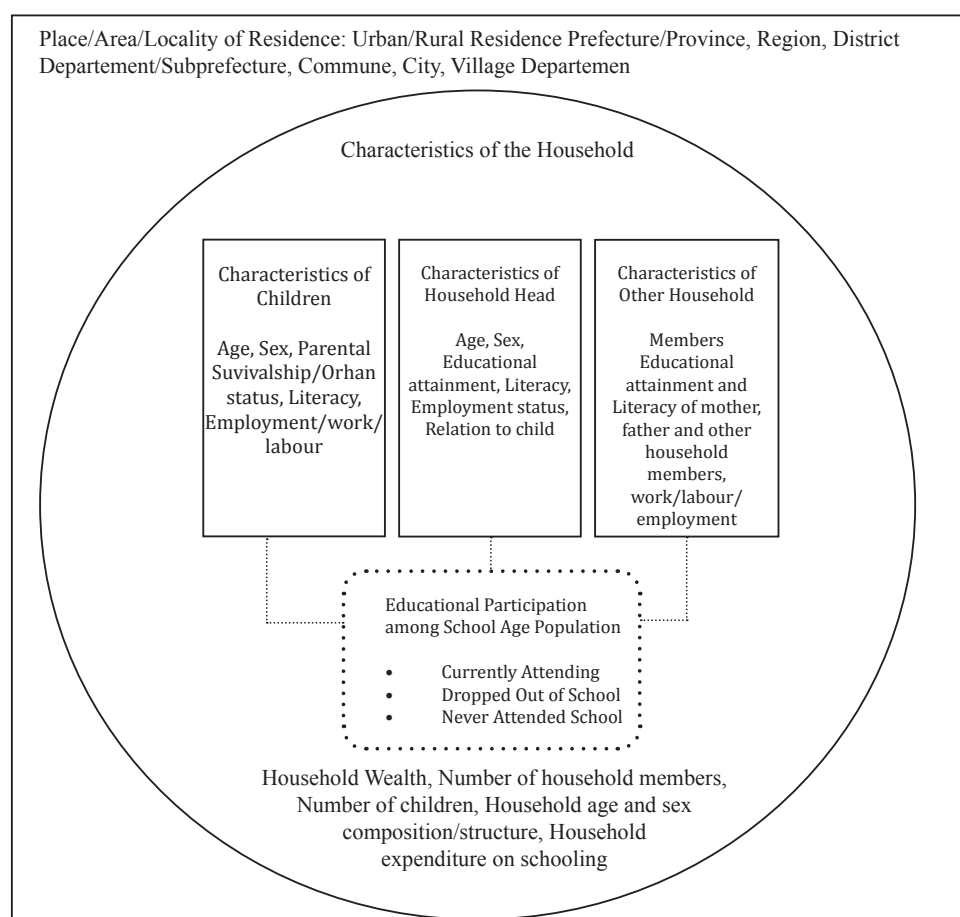 Place/Area/Locality of Residence: Urban/Rural Residence Prefecture/Province, Region, District
Departement/Subprefecture, Commune, City, Village Departemen
Characteristics of the Household
Characteristics of
Children
Age, Sex, Parental
Suvivalship/Orhan
status, Literacy,
Employment/work/
labour
Characteristics of
Household Head
Age, Sex,
Educational
attainment, Literacy,
Employment status,
Relation to child
Characteristics of
Other Household
Members
Educational
attainment and
Literacy of mother,
father and other
household
members,
work/labour/
employment
Educational Participation
among School Age Population
• Currently Attending
• Dropped Out of School
• Never Attended School
Household Wealth, Number of household members,
Number of children, Household age and sex
composition/structure, Household
expenditure on schooling